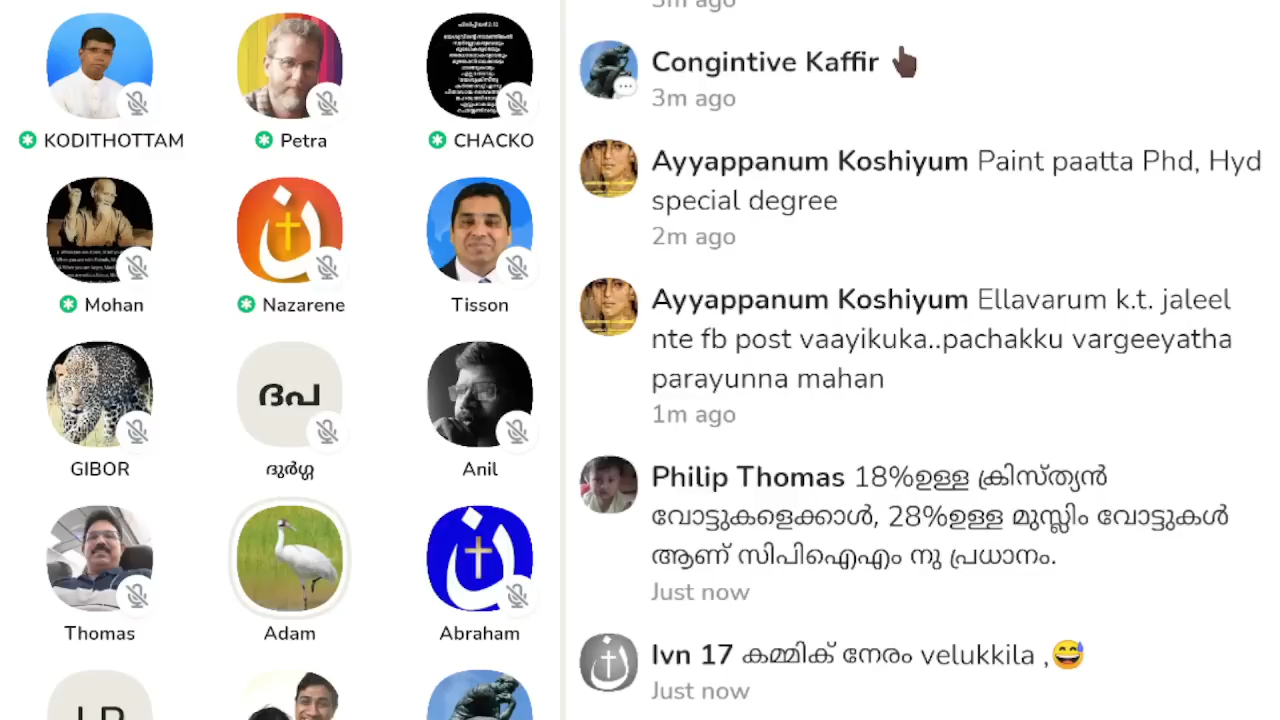 KODITHOTTAM
Petra
CHACKO
Mohan
Nazarene
Tisson
GIBOR
ദപ
ദുർഗ്ഗ
Anil
Thomas
Adam
Abraham
3m ago
Congintive Kaffir 👆🏿
3m ago
Ayyappanum Koshiyum Paint paatta Phd, Hyd
special degree
2m ago
Ayyappanum Koshiyum Ellavarum k.t. jaleel
nte fb post vaayikuka..pachakku vargeeyatha
parayunna mahan
1m ago
Philip Thomas 18%ഉള്ള ക്രിസ്ത്യൻ
വോട്ടുകളെക്കാൾ, 28%ഉള്ള മുസ്ലിം വോട്ടുകൾ
ആണ് സിപിഐഎം നു പ്രധാനം.
Just now
Ivn 17 കമ്മിക് നേരം velukkila ,😅
Just now